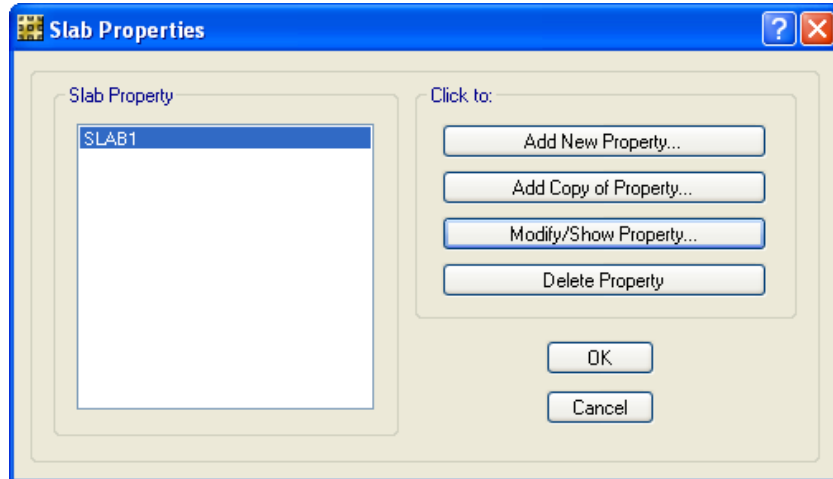 Slab Properties
Slab Property
SLAB1
Click to:
Add New Property...
Add Copy of Property...
Modify/Show Property...
Delete Property
OK
Cancel